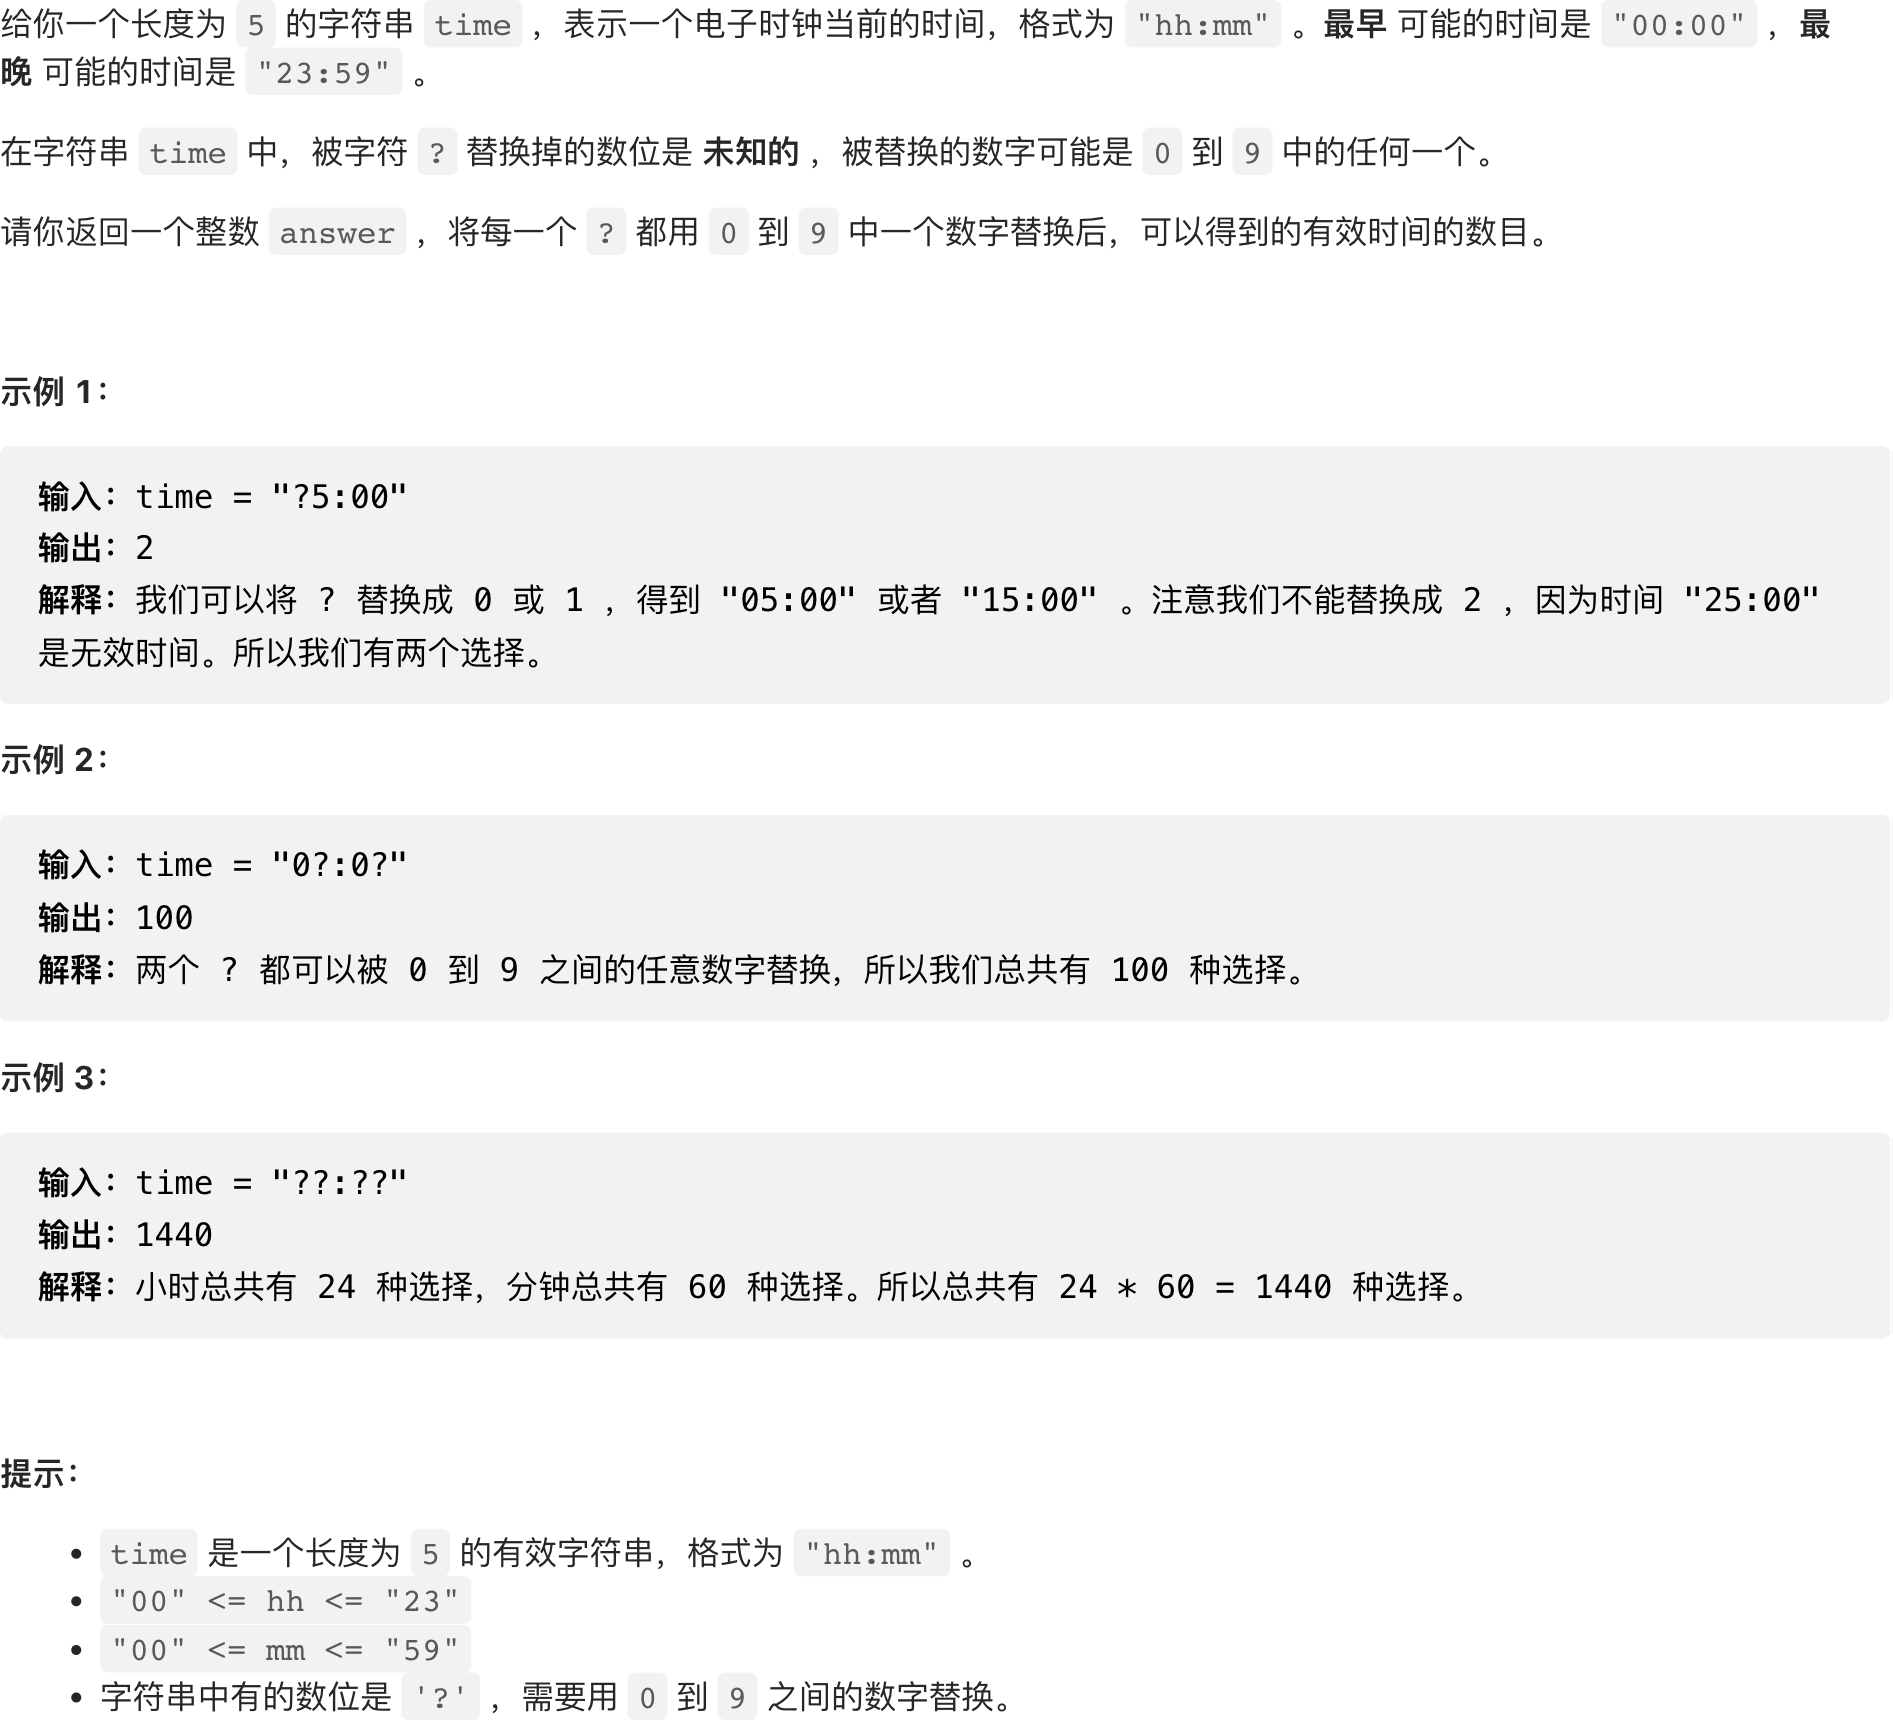 给你一个长度为 5 的字符串 time ，表示一个电子时钟当前的时间，格式为 "hh:mm" 。最早 可能的时间是 "00:00" ，最
晚 可能的时间是 "23:59" 。
在字符串 time 中，被字符 ? 替换掉的数位是 未知的 ，被替换的数字可能是 0 到 9 中的任何一个。
请你返回一个整数 answer ，将每一个 ? 都用 0 到 9 中一个数字替换后，可以得到的有效时间的数目。
示例 1：
输入：time = "?5:00"
输出：2
解释：我们可以将 ? 替换成 0 或 1 ，得到 "05:00" 或者 "15:00" 。注意我们不能替换成 2 ，因为时间 "25:00"
是无效时间。所以我们有两个选择。
示例 2：
输入：time = "0?:0?"
输出：100
解释：两个 ? 都可以被 0 到 9 之间的任意数字替换，所以我们总共有 100 种选择。
示例 3：
输入：time = "??:??"
输出：1440
解释：小时总共有 24 种选择，分钟总共有 60 种选择。所以总共有 24 * 60 = 1440 种选择。
提示：
• time 是一个长度为 5 的有效字符串，格式为 "hh:mm" 。
• "00" <= hh <= "23"
• "00" <= mm <= "59"
• 字符串中有的数位是 '?' ，需要用 0 到 9 之间的数字替换。